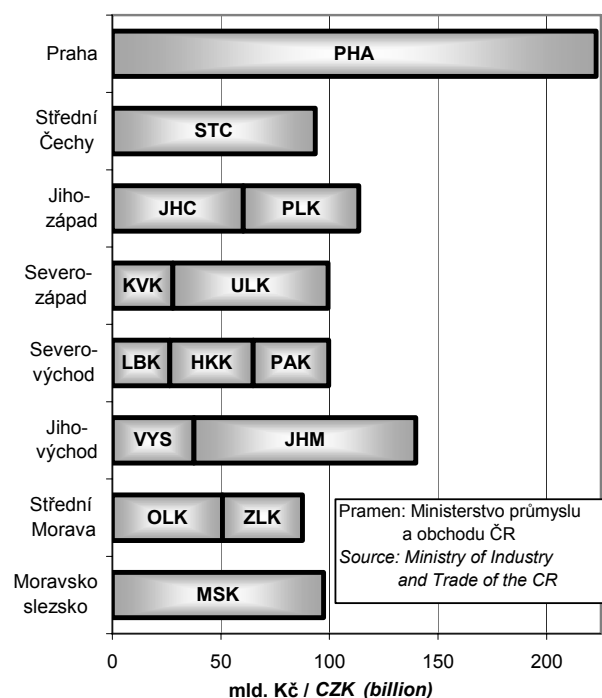 Praha
PHA
Střední
Čechy
STC
Jiho-
západ
JHC PLK
Severo-
západ
KVK ULK
Severo-
východ
LBK HKK PAK
Jiho-
východ
VYS JHM
Střední
Morava
OLK ZLK
Pramen: Ministerstvo průmyslu
a obchodu ČR
Source: Ministry of Industry
and Trade of the CR
Moravsko
slezsko
MSK
0 50 100 150 200
mld. Kč / CZK (billion)